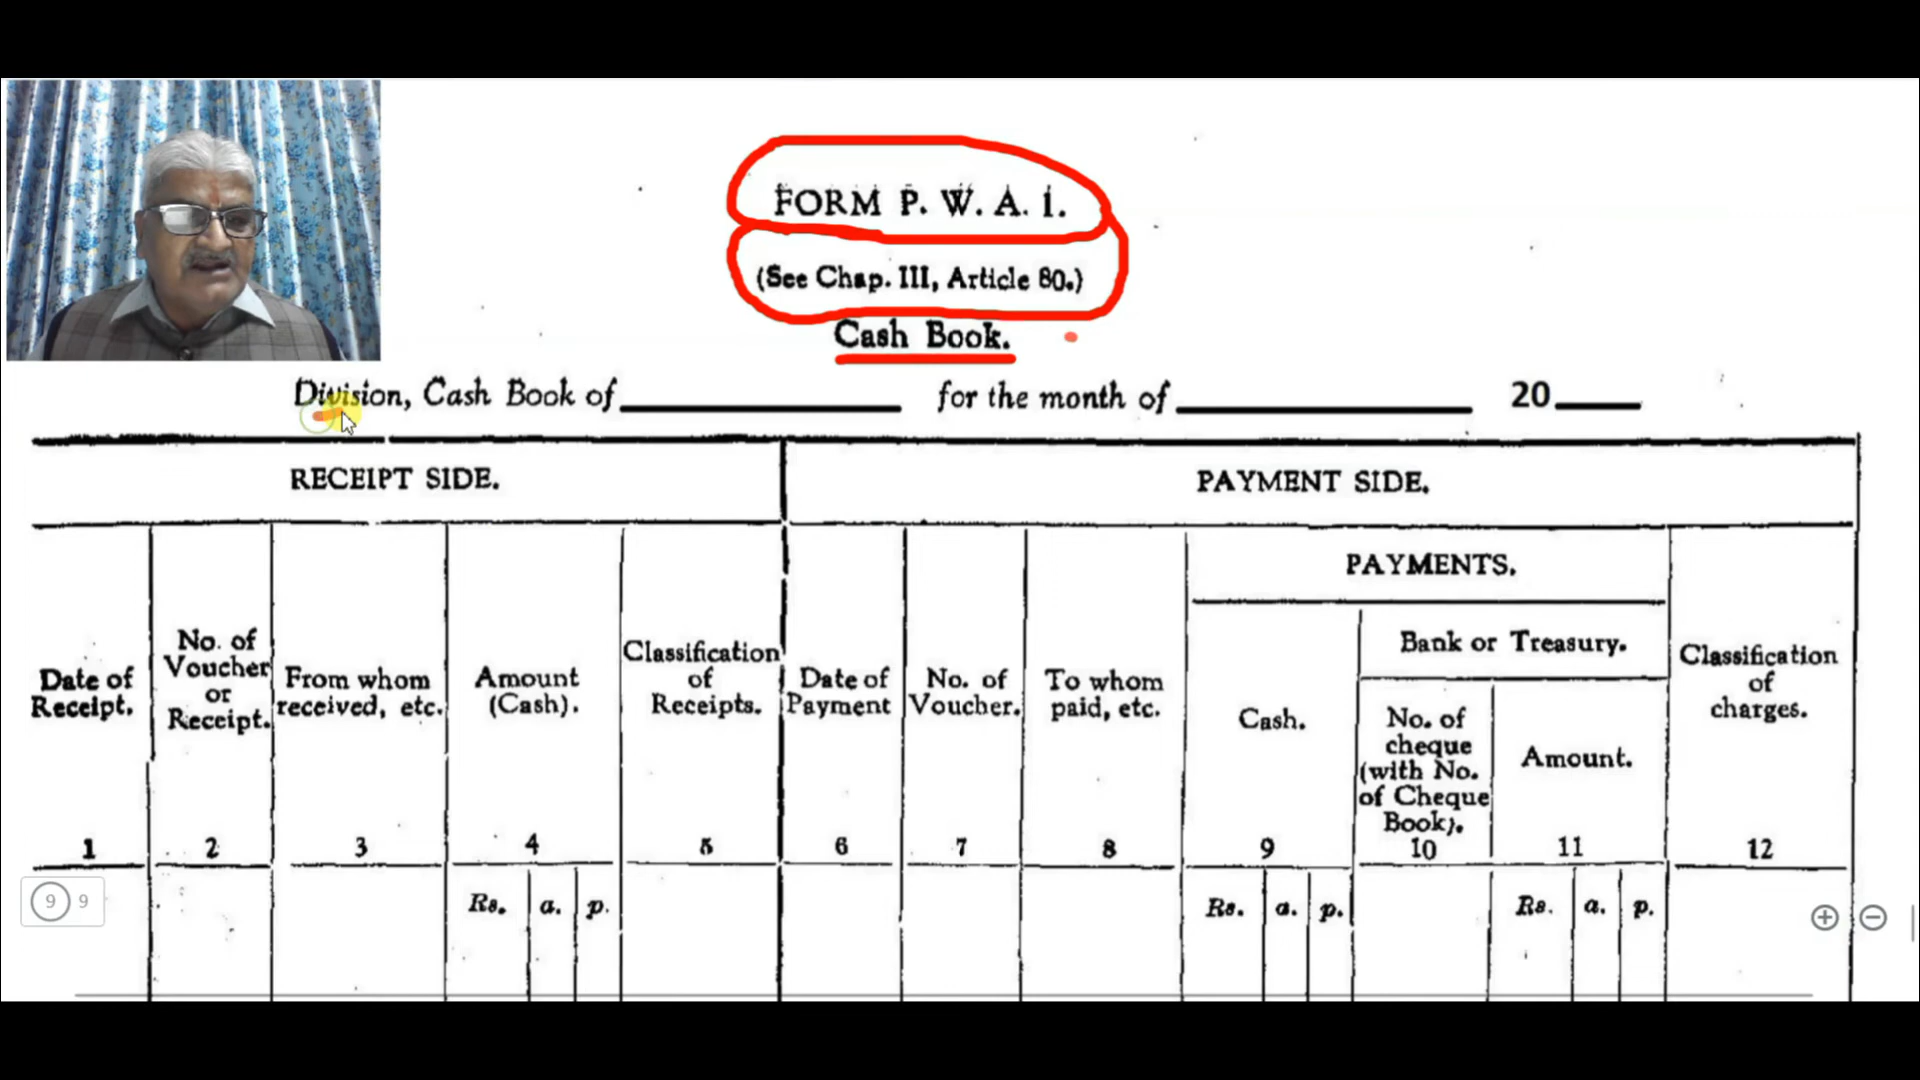 FORM P. W. A. 1.
(See Chap. III, Article 80.)
Cash Book.
Division, Cash Book of for the month of 20
RECEIPT SIDE. PAYMENT SIDE.
PAYMENTS.
Bank or Treasury.
Date of
Receipt.
No. of
Voucher
or
Receipt.
From whom
received, etc.
Amount
(Cash).
Classification
of
Receipts.
Date of
Payment
No. of
Voucher.
To whom
paid, etc.
Cash.
No. of
cheque
(with No.
of Cheque
Book).
Amount.
Classification
of
charges.
1 2 3 4 5 6 7 8 9 10 11 12
Rs. a. p. Rs. a. p. Rs. a. p.
9 9